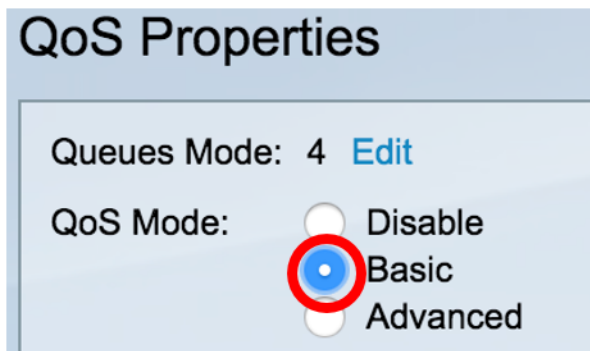 QoS Properties
Queues Mode: 4 Edit
QoS Mode: Disable
Basic
Advanced